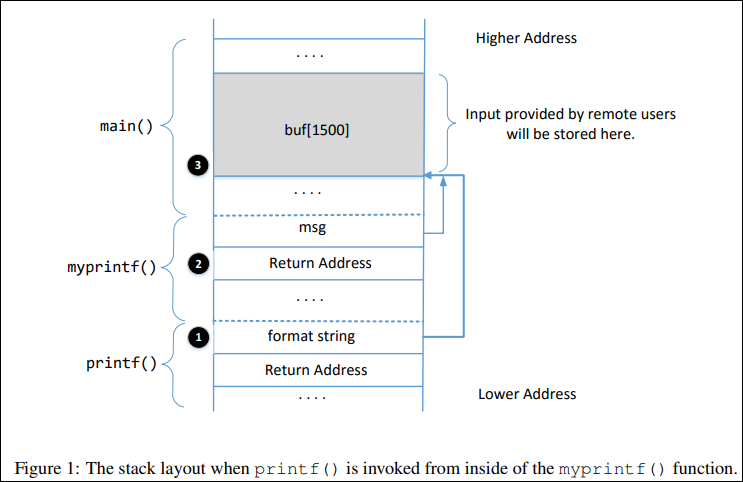 Higher Address
. . . .
main()
buf[1500]
Input provided by remote users
will be stored here.
3
. . . .
msg
myprintf()
2
Return Address
. . . .
1
format string
printf()
Return Address
. . . .
Lower Address
Figure 1: The stack layout when printf() is invoked from inside of the myprintf() function.